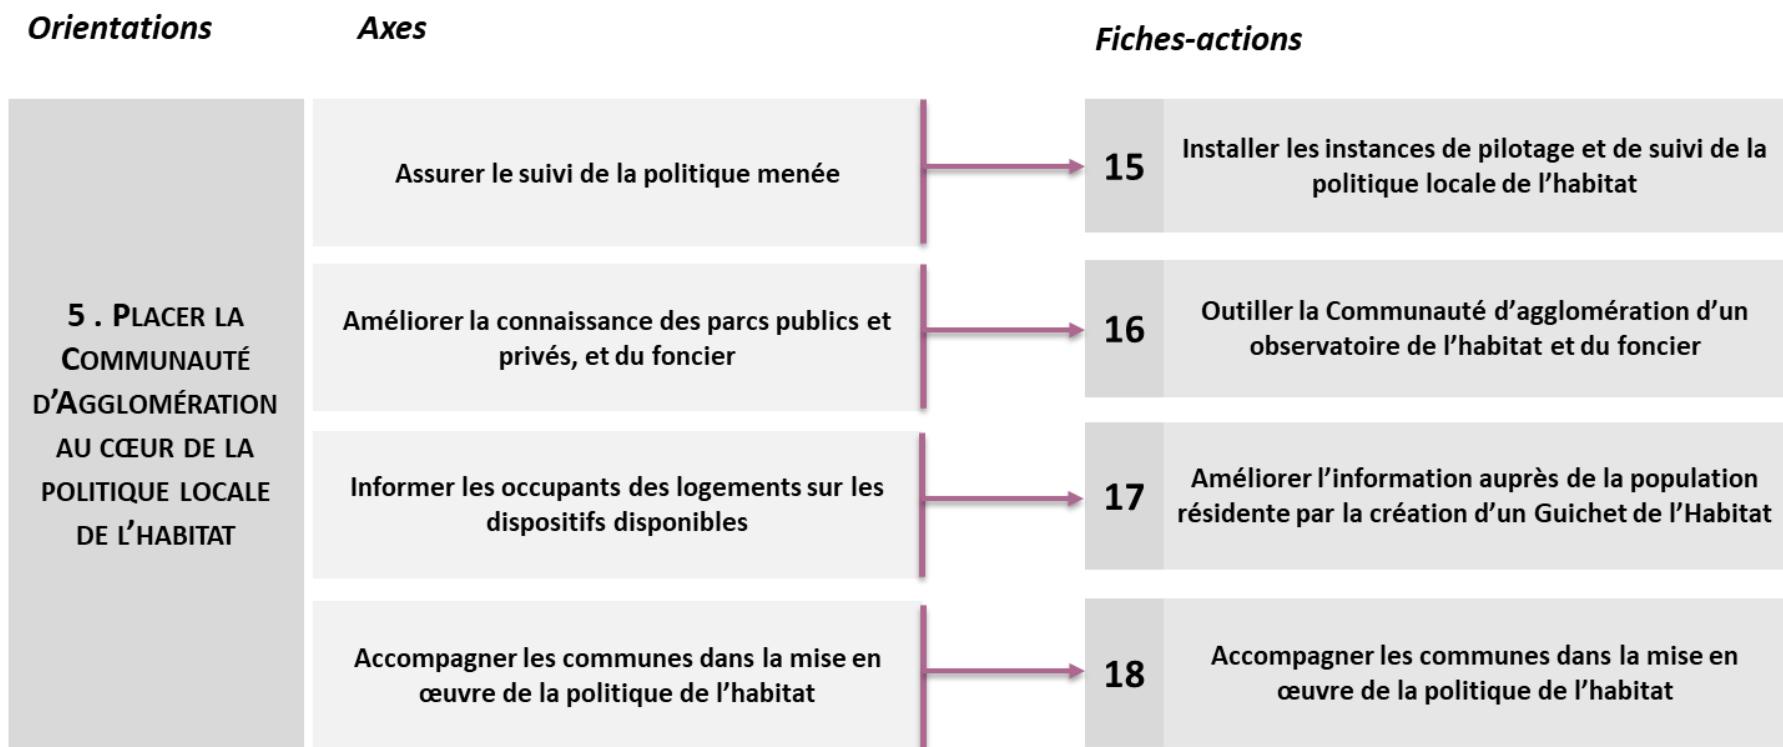 Orientations
Axes
Fiches-actions
5 . PLACER LA
COMMUNAUTÉ
D'AGGLOMÉRATION
AU CŒUR DE LA
POLITIQUE LOCALE
DE L'HABITAT
Assurer le suivi de la politique menée
15
Installer les instances de pilotage et de suivi de la
politique locale de l'habitat
Améliorer la connaissance des parcs publics et
privés, et du foncier
16
Outiller la Communauté d'agglomération d'un
observatoire de l'habitat et du foncier
Informer les occupants des logements sur les
dispositifs disponibles
17
Améliorer l'information auprès de la population
résidente par la création d'un Guichet de l'Habitat
Accompagner les communes dans la mise en
œuvre de la politique de l'habitat
18
Accompagner les communes dans la mise en
œuvre de la politique de l'habitat